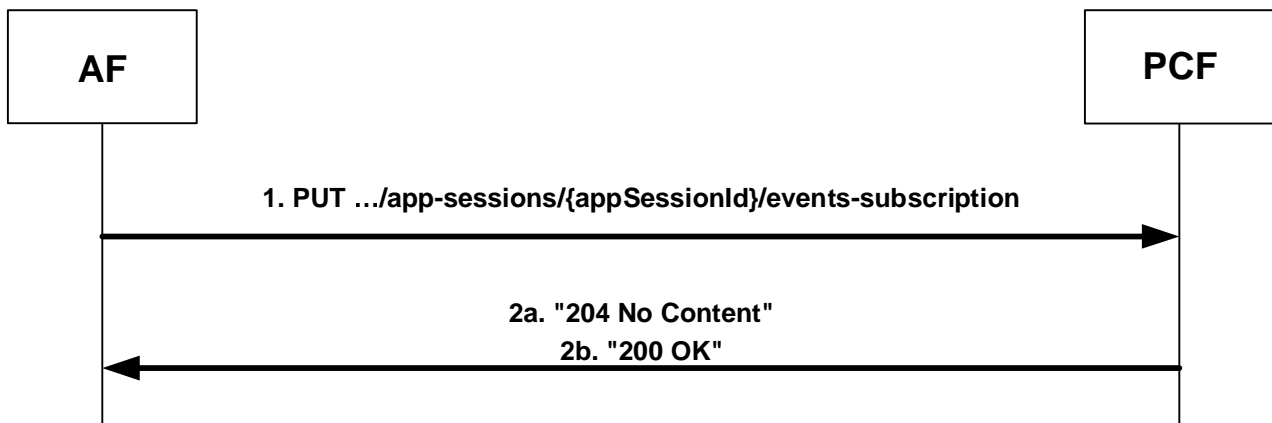 AF
PCF
1. PUT …/app-sessions/{appSessionId}/events-subscription
2a. "204 No Content"
2b. "200 OK"